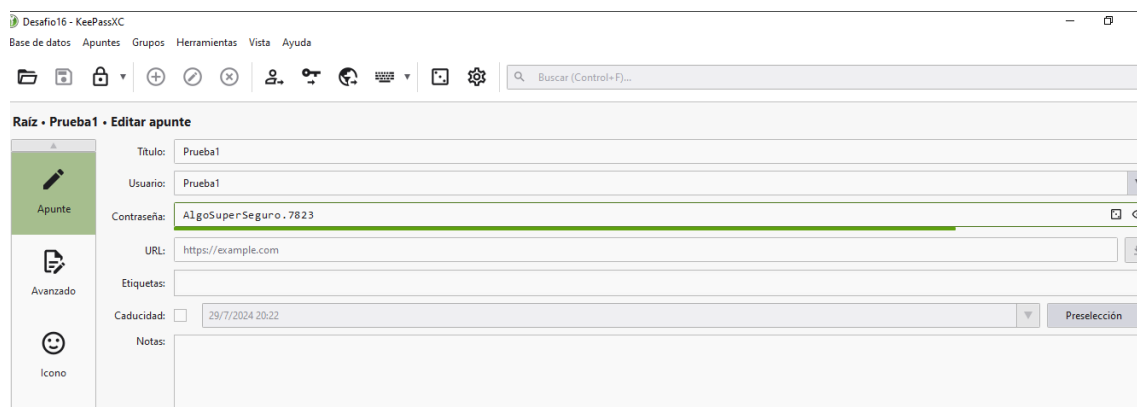 Desafio16 - KeePassXC
Base de datos Apuntes Grupos Herramientas Vista Ayuda
Buscar (Control+F)...
Raíz • Prueba1 • Editar apunte
Apunte
Avanzado
Icono
Título: Prueba1
Usuario: Prueba1
Contraseña: AlgoSuperSeguro.7823
URL: https://example.com
Etiquetas:
Caducidad: 29/7/2024 20:22 Preselección
Notas: